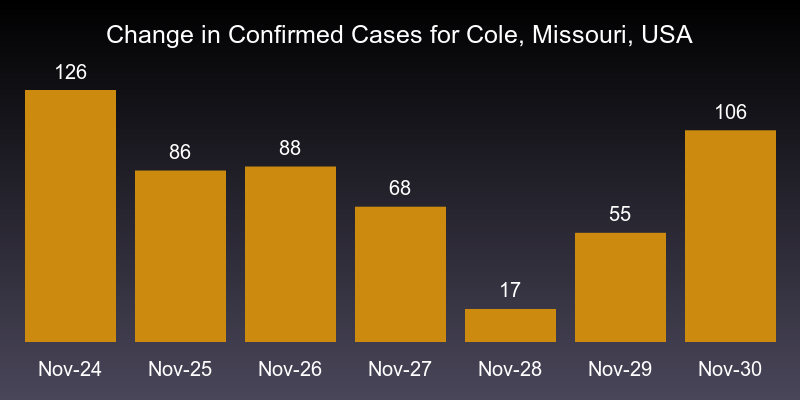 Change in Confirmed Cases for Cole, Missouri, USA
126
86
88
68
17
55
106
Nov-24
Nov-25
Nov-26
Nov-27
Nov-28
Nov-29
Nov-30